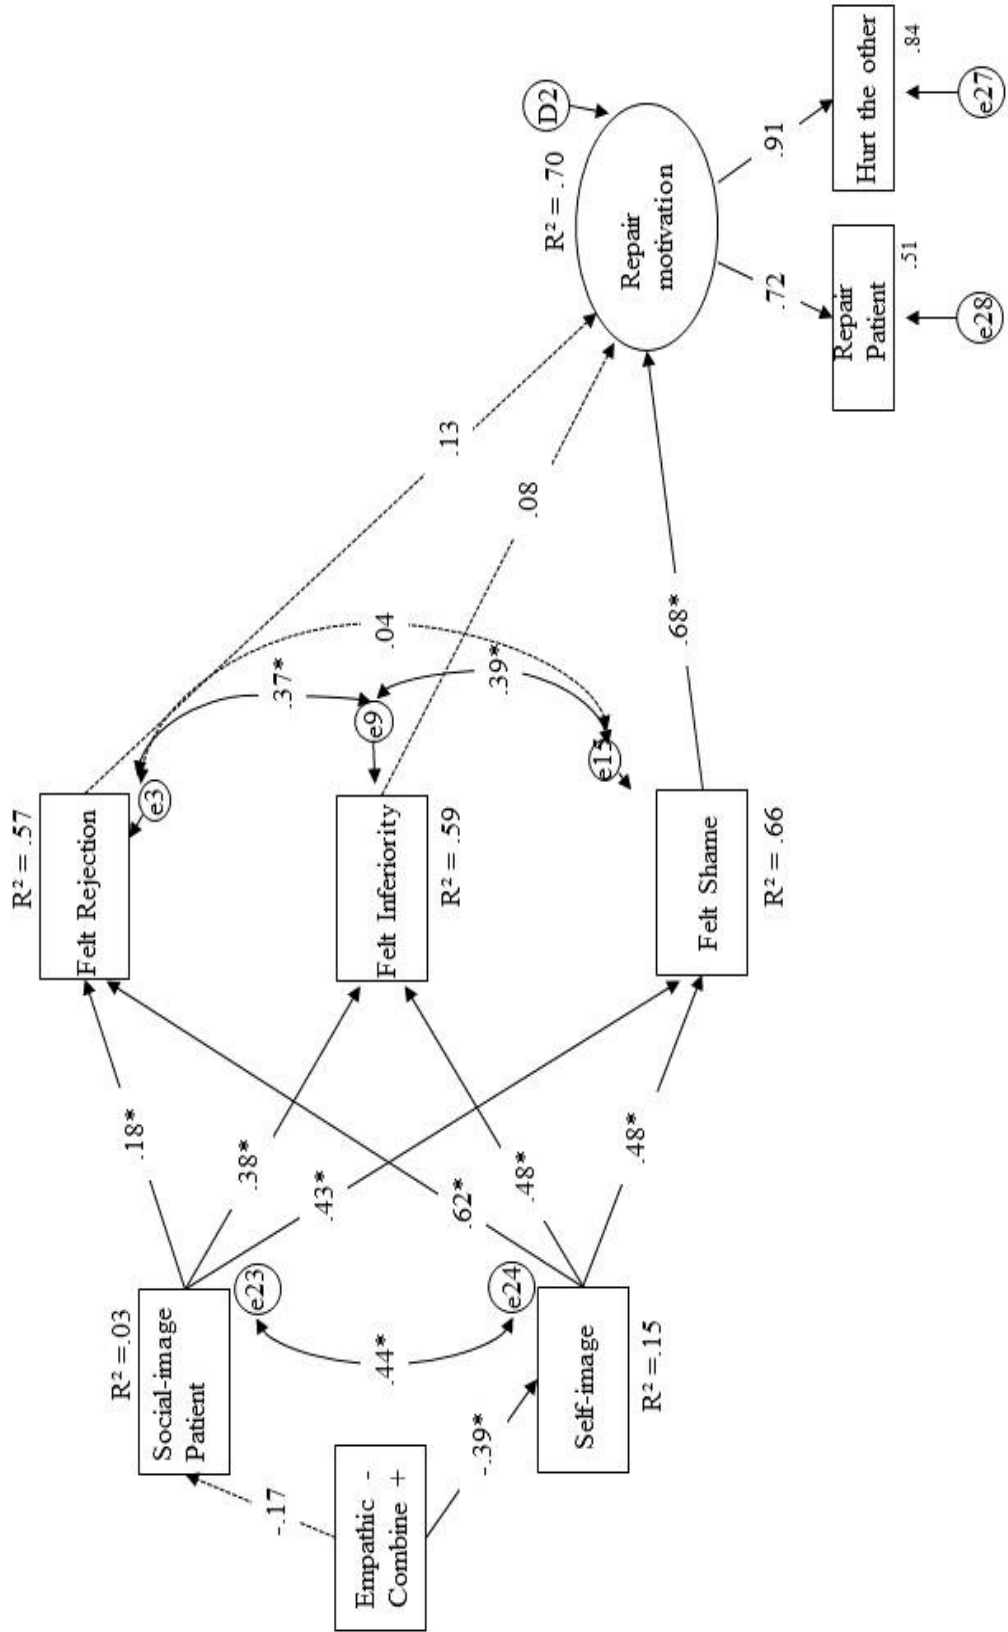 Empathic -
Combine +
-.17
-.39*
R² =.03
Social-image
Patient
e23
.44*
e24
Self-image
R² =.15
.18*
.38*
.43*
.62*
.48*
.48*
R² = .57
Felt Rejection
e3
Felt Inferiority
R² = .59
e9
Felt Shame
R² = .66
e15
.37*
.04
.39*
.13
.08
.68*
R² = .70
D2
Repair
motivation
.72
.91
Repair
Patient
.51
e28
Hurt the other
.84
e27